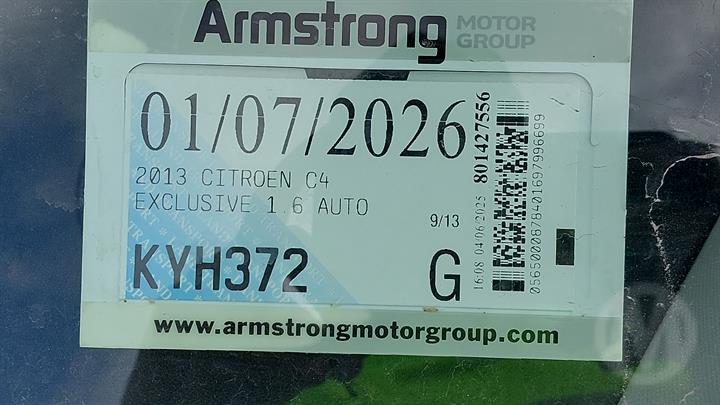 Armstrong MOTOR GROUP
01/07/2026
2013 CITROEN C4
EXCLUSIVE 1.6 AUTO
9/13
KYH372
G
16:08 04/06/2025 801427556
0565000878401697996699
www.armstrongmotorgroup.com